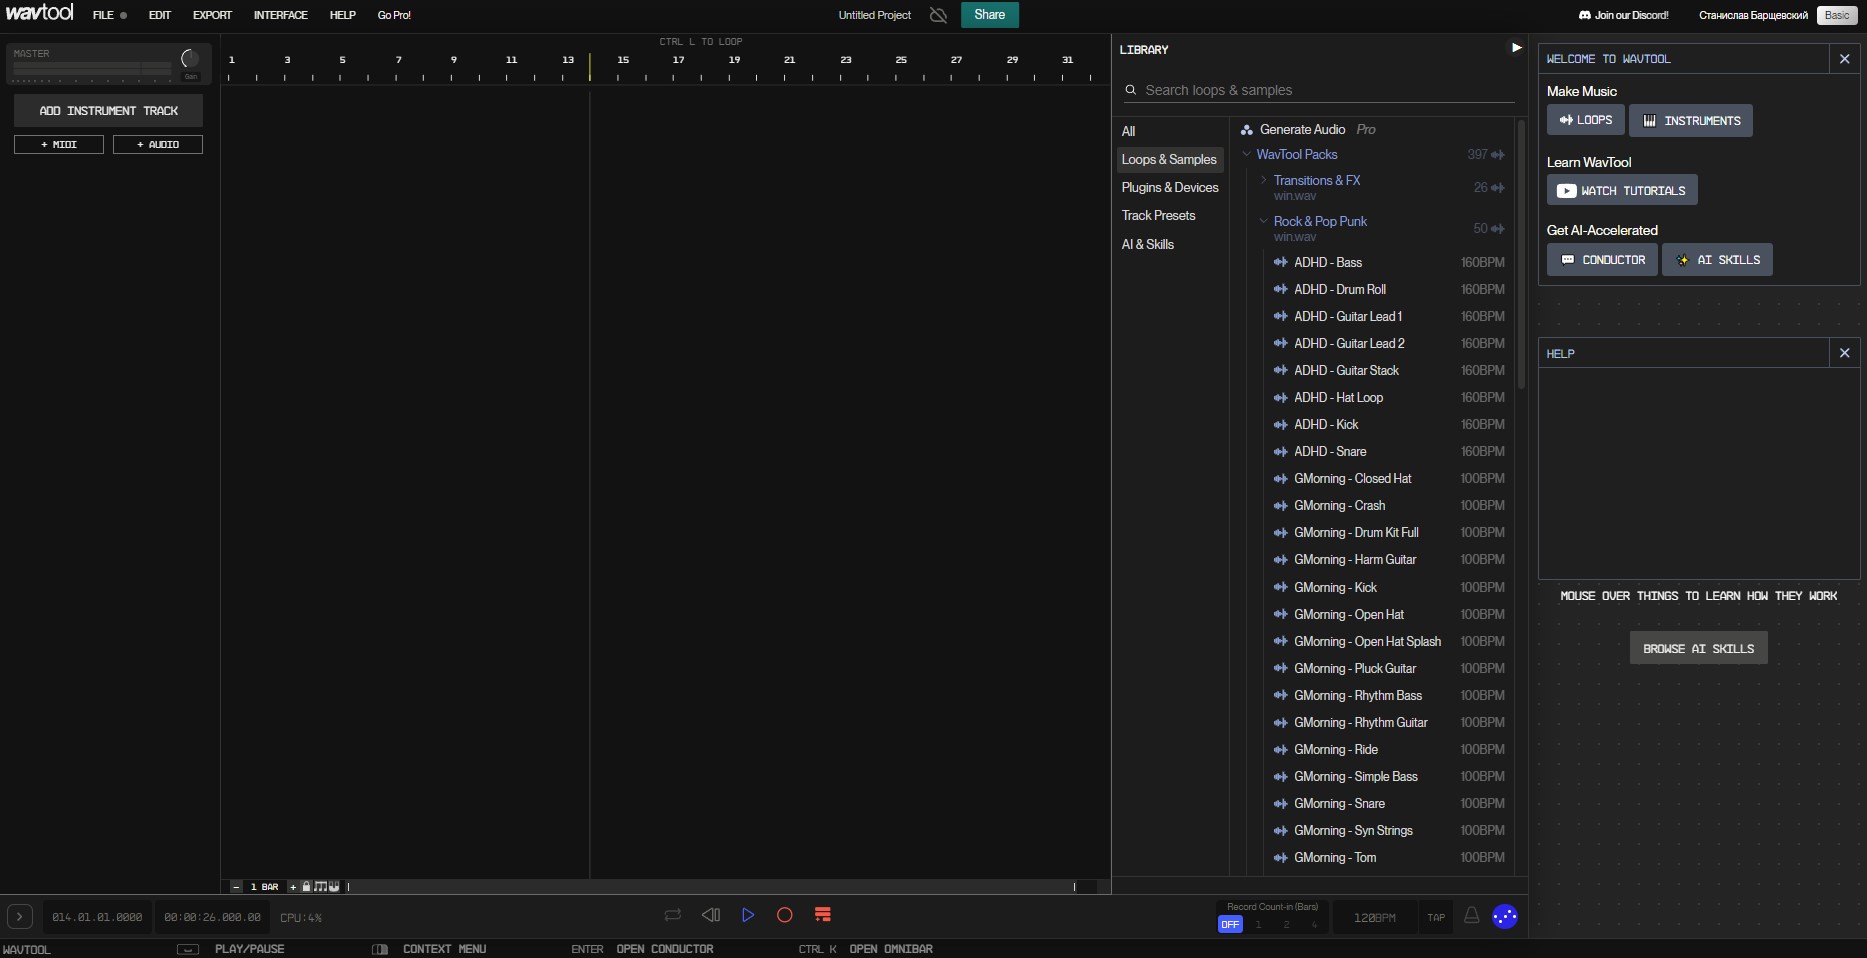 wavtool FILE EDIT EXPORT INTERFACE HELP Go Pro! Untitled Project Share Join our Discord! Станислав Барщевский Basic
MASTER
Gain
ADD INSTRUMENT TRACK
+ MIDI + AUDIO
CTRL L TO LOOP
1 3 5 7 9 11 13 15 17 19 21 23 25 27 29 31
LIBRARY
Search loops & samples
All
Loops & Samples
Plugins & Devices
Track Presets
AI & Skills
Generate Audio Pro
WavTool Packs 397
Transitions & FX 26
win.wav
Rock & Pop Punk 50
win.wav
ADHD - Bass 160BPM
ADHD - Drum Roll 160BPM
ADHD - Guitar Lead 1 160BPM
ADHD - Guitar Lead 2 160BPM
ADHD - Guitar Stack 160BPM
ADHD - Hat Loop 160BPM
ADHD - Kick 160BPM
ADHD - Snare 160BPM
GMorning - Closed Hat 100BPM
GMorning - Crash 100BPM
GMorning - Drum Kit Full 100BPM
GMorning - Harm Guitar 100BPM
GMorning - Kick 100BPM
GMorning - Open Hat 100BPM
GMorning - Open Hat Splash 100BPM
GMorning - Pluck Guitar 100BPM
GMorning - Rhythm Bass 100BPM
GMorning - Rhythm Guitar 100BPM
GMorning - Ride 100BPM
GMorning - Simple Bass 100BPM
GMorning - Snare 100BPM
GMorning - Syn Strings 100BPM
GMorning - Tom 100BPM
WELCOME TO WAVTOOL
Make Music
LOOPS INSTRUMENTS
Learn WavTool
WATCH TUTORIALS
Get AI-Accelerated
CONDUCTOR AI SKILLS
HELP
MOUSE OVER THINGS TO LEARN HOW THEY WORK
BROWSE AI SKILLS
− 1 BAR +
014.01.01.0000 00:00:26.000.00 CPU:4%
Record Count-in (Bars)
OFF 1 2 4
120BPM TAP
WAVTOOL PLAY/PAUSE CONTEXT MENU ENTER OPEN CONDUCTOR CTRL K OPEN OMNIBAR